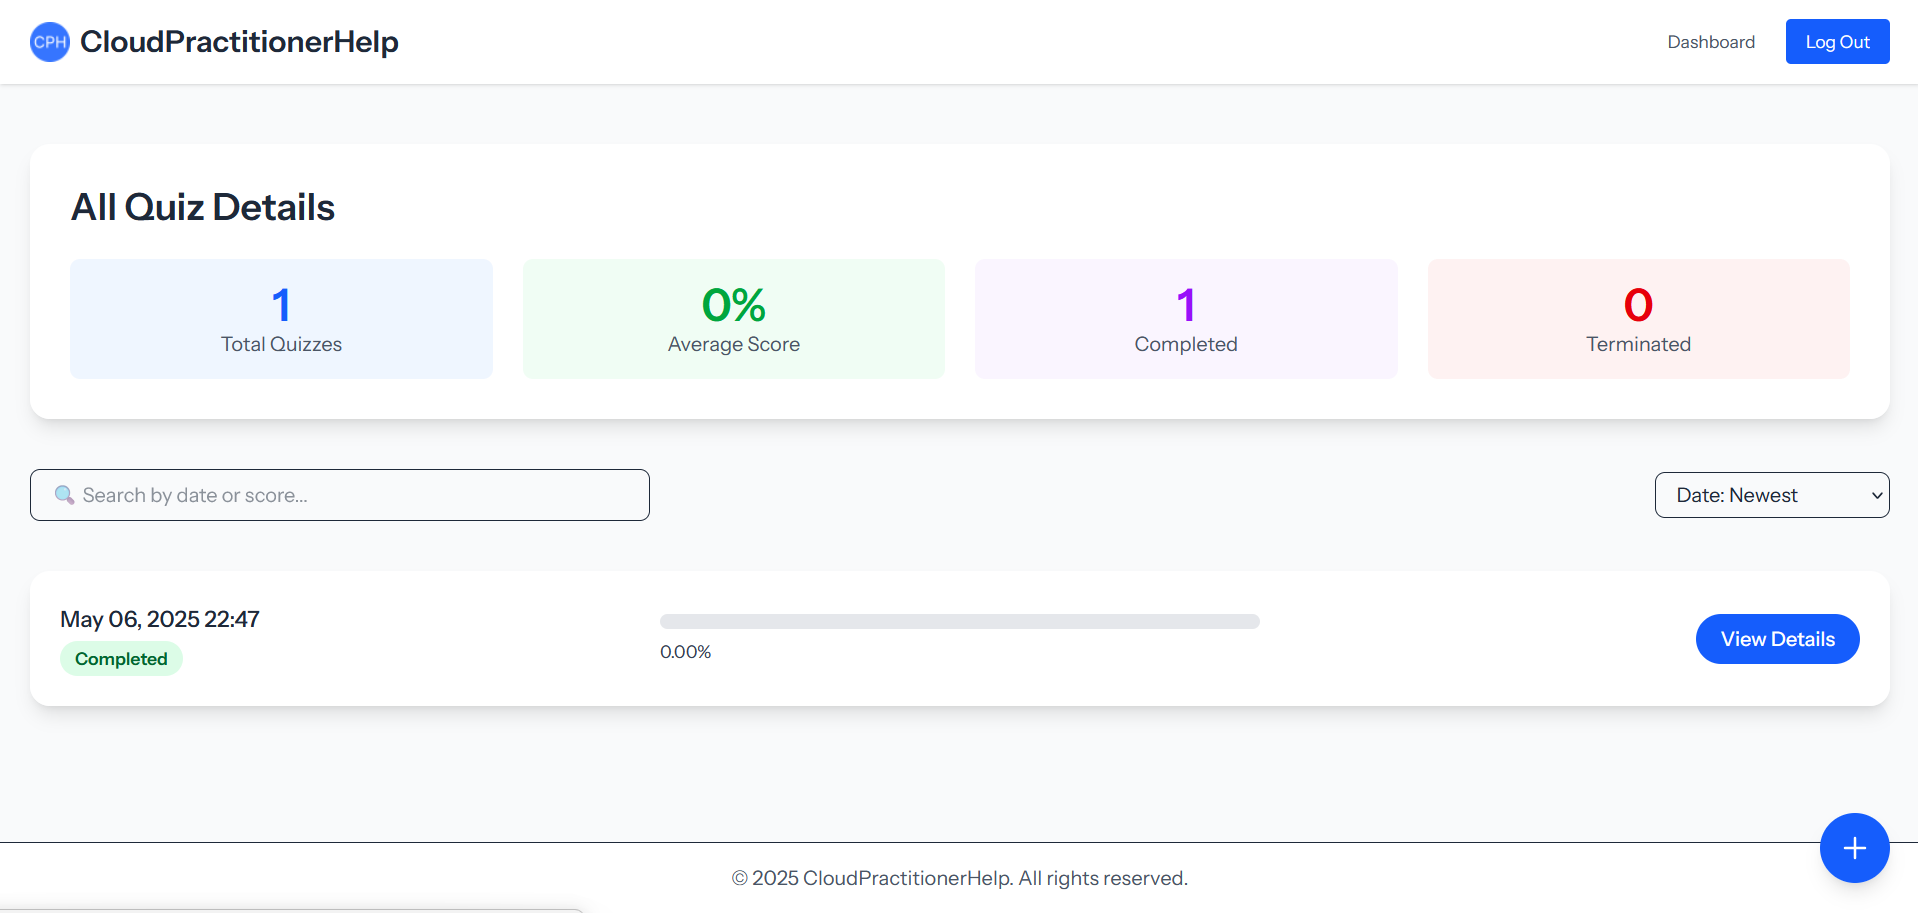 CPH CloudPractitionerHelp
Dashboard
Log Out
All Quiz Details
1
Total Quizzes
0%
Average Score
1
Completed
0
Terminated
🔍 Search by date or score...
Date: Newest
May 06, 2025 22:47
Completed
0.00%
View Details
+
© 2025 CloudPractitionerHelp. All rights reserved.